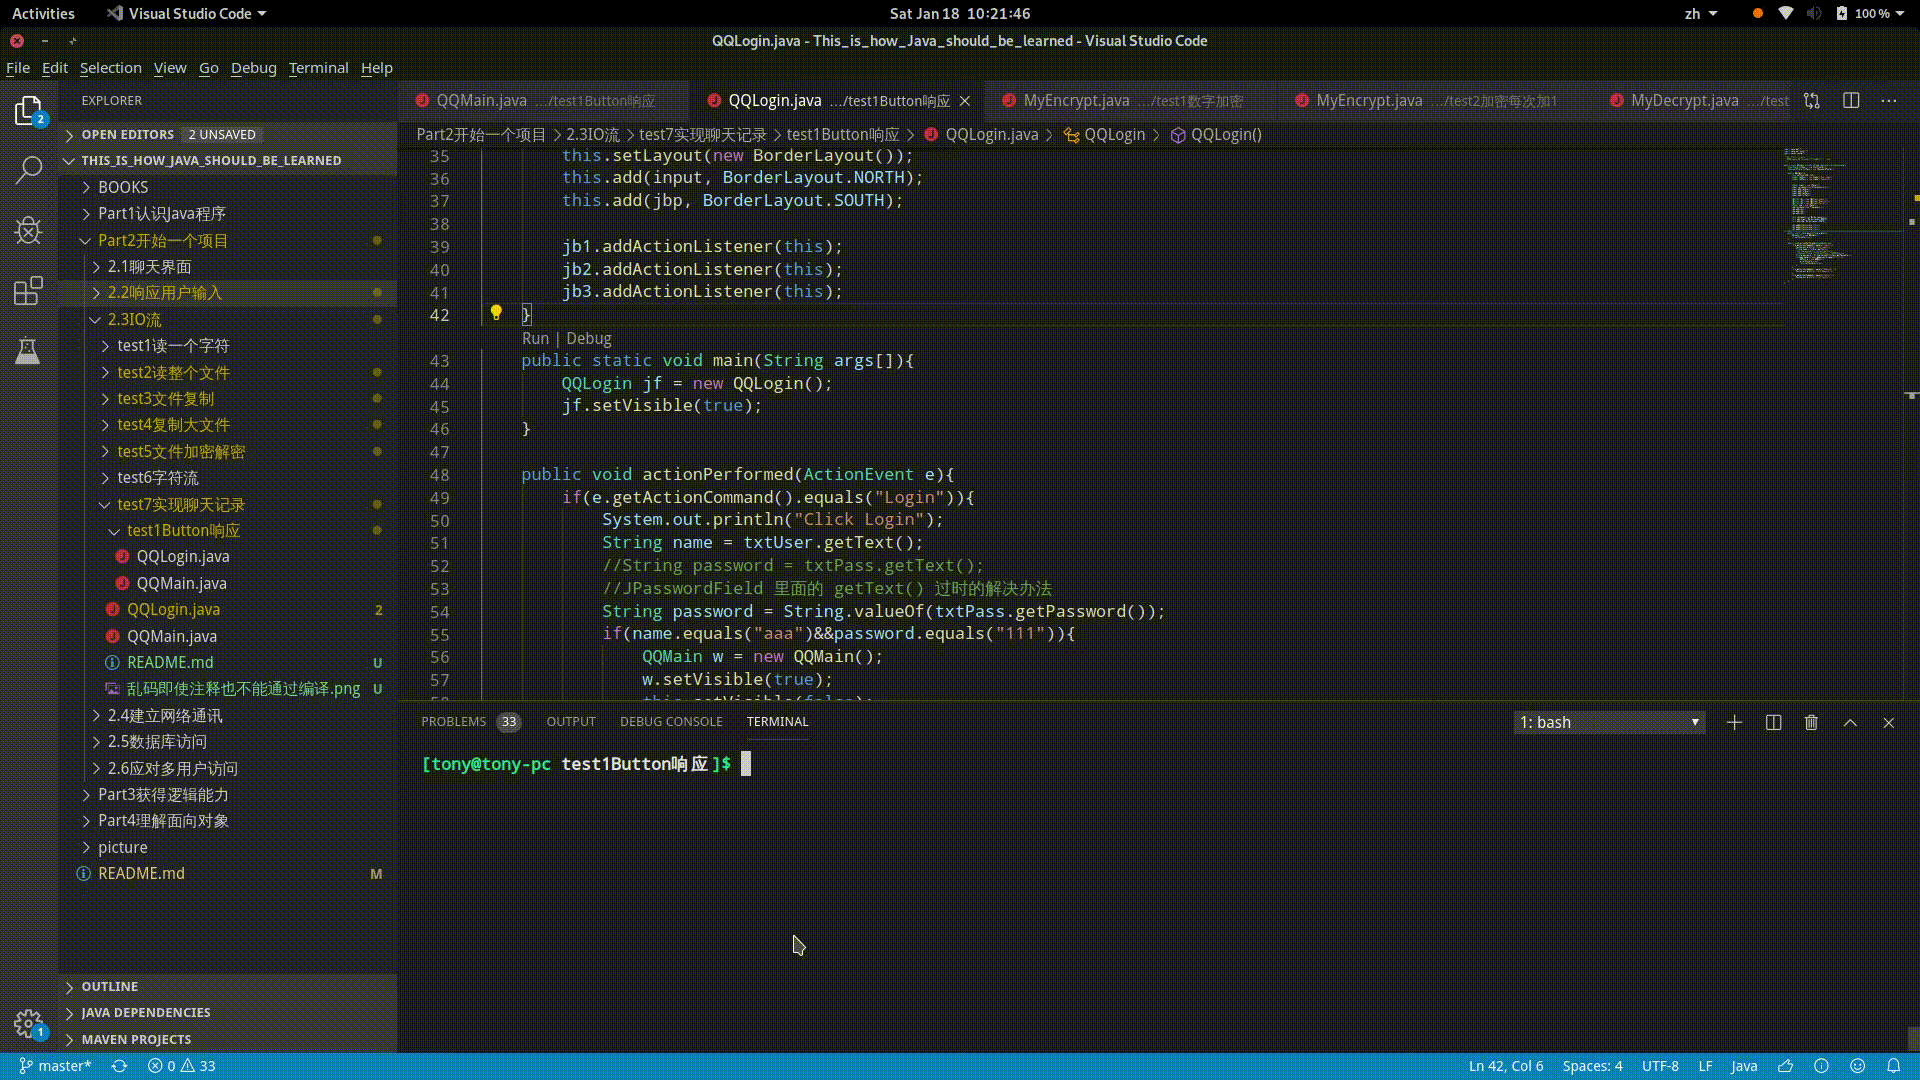 Activities
Visual Studio Code
Sat Jan 18 10:21:46
zh
100 %
QQLogin.java - This_is_how_Java_should_be_learned - Visual Studio Code
File Edit Selection View Go Debug Terminal Help
2
EXPLORER
OPEN EDITORS 2 UNSAVED
THIS_IS_HOW_JAVA_SHOULD_BE_LEARNED
BOOKS
Part1认识Java程序
Part2开始一个项目
2.1聊天界面
2.2响应用户输入
2.3IO流
test1读一个字符
test2读整个文件
test3文件复制
test4复制大文件
test5文件加密解密
test6字符流
test7实现聊天记录
test1Button响应
QQLogin.java
QQMain.java
QQLogin.java 2
QQMain.java
README.md U
乱码即使注释也不能通过编译.png U
2.4建立网络通讯
2.5数据库访问
2.6应对多用户访问
Part3获得逻辑能力
Part4理解面向对象
picture
README.md M
OUTLINE
JAVA DEPENDENCIES
MAVEN PROJECTS
1
QQMain.java .../test1Button响应
QQLogin.java .../test1Button响应
MyEncrypt.java .../test1数字加密
MyEncrypt.java .../test2加密每次加1
MyDecrypt.java .../test
Part2开始一个项目 > 2.3IO流 > test7实现聊天记录 > test1Button响应 > QQLogin.java > QQLogin > QQLogin()
35 this.setLayout(new BorderLayout());
36 this.add(input, BorderLayout.NORTH);
37 this.add(jbp, BorderLayout.SOUTH);
38
39 jb1.addActionListener(this);
40 jb2.addActionListener(this);
41 jb3.addActionListener(this);
42 }
Run | Debug
43 public static void main(String args[]){
44 QQLogin jf = new QQLogin();
45 jf.setVisible(true);
46 }
47
48 public void actionPerformed(ActionEvent e){
49 if(e.getActionCommand().equals("Login")){
50 System.out.println("Click Login");
51 String name = txtUser.getText();
52 //String password = txtPass.getText();
53 //JPasswordField 里面的 getText() 过时的解决办法
54 String password = String.valueOf(txtPass.getPassword());
55 if(name.equals("aaa")&&password.equals("111")){
56 QQMain w = new QQMain();
57 w.setVisible(true);
58 this.setVisible(false);
PROBLEMS 33 OUTPUT DEBUG CONSOLE TERMINAL
1: bash
[tony@tony-pc test1Button响应]$
master* 0 33
Ln 42, Col 6 Spaces: 4 UTF-8 LF Java